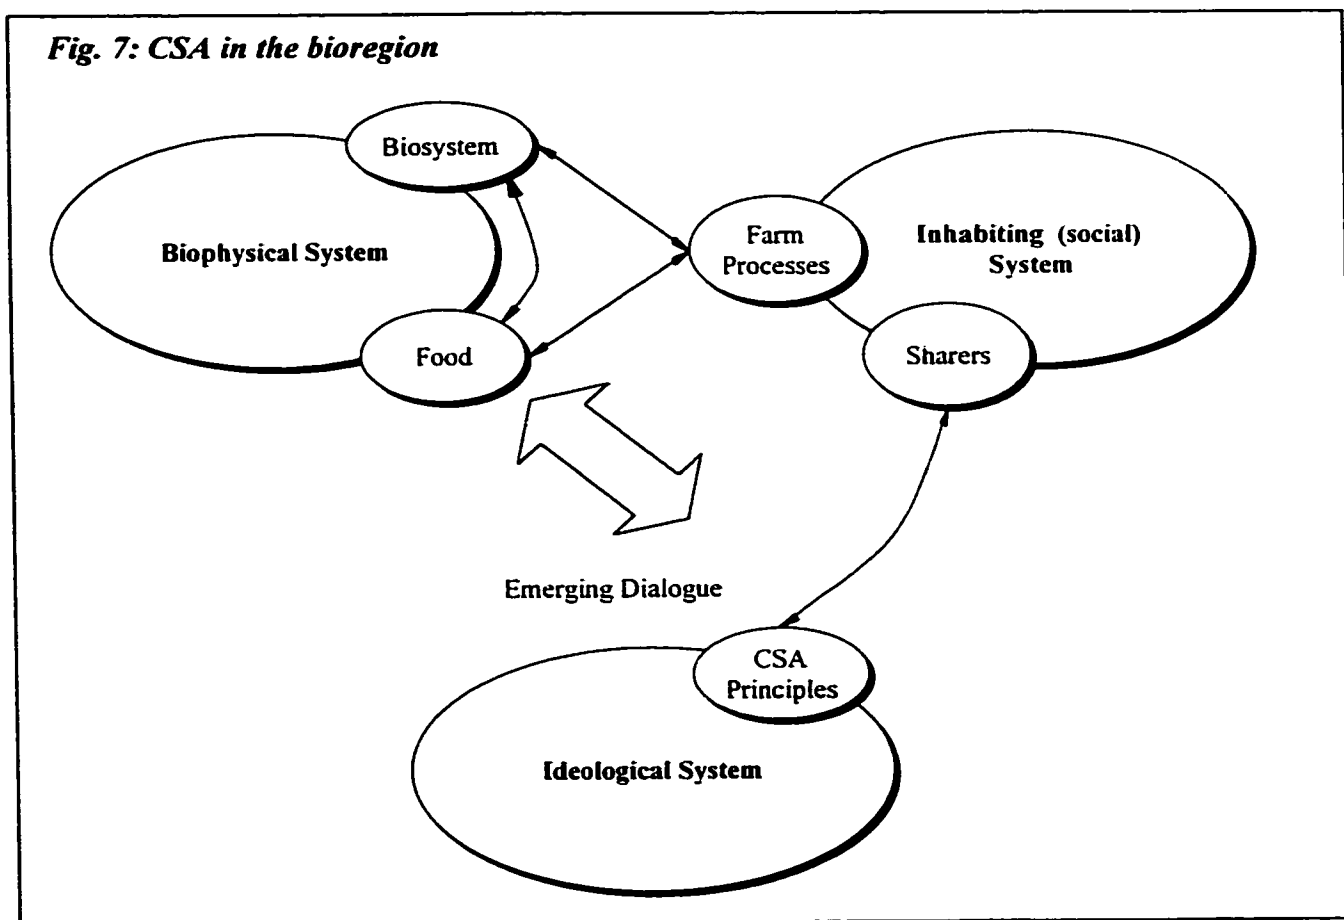 Fig. 7: CSA in the bioregion
Biosystem
Biophysical System
Farm
Processes
Inhabiting (social)
System
Food
Sharers
Emerging Dialogue
CSA
Principles
Ideological System